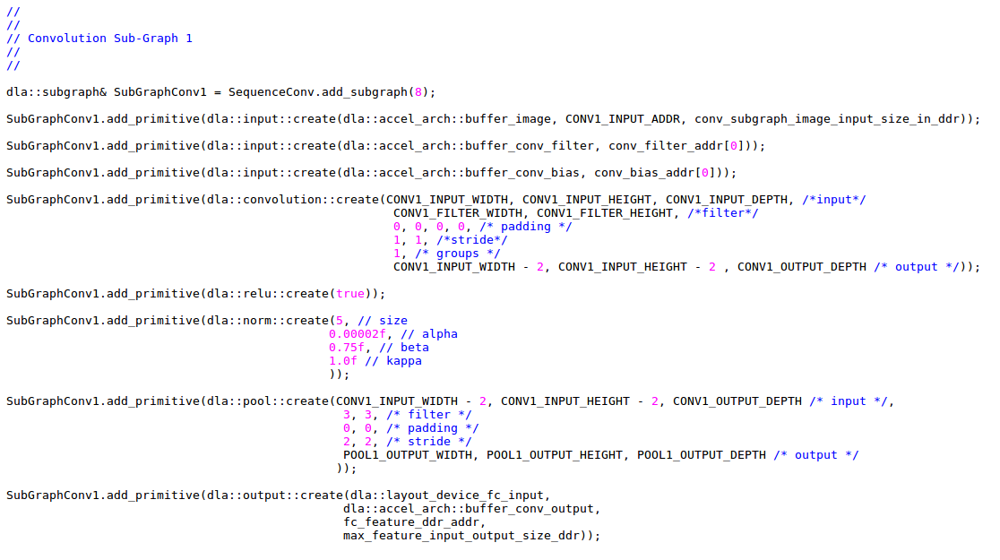 //
//
// Convolution Sub-Graph 1
//
//
dla::subgraph& SubGraphConv1 = SequenceConv.add_subgraph(8);
SubGraphConv1.add_primitive(dla::input::create(dla::accel_arch::buffer_image, CONV1_INPUT_ADDR, conv_subgraph_image_input_size_in_ddr));
SubGraphConv1.add_primitive(dla::input::create(dla::accel_arch::buffer_conv_filter, conv_filter_addr[0]));
SubGraphConv1.add_primitive(dla::input::create(dla::accel_arch::buffer_conv_bias, conv_bias_addr[0]));
SubGraphConv1.add_primitive(dla::convolution::create(CONV1_INPUT_WIDTH, CONV1_INPUT_HEIGHT, CONV1_INPUT_DEPTH, /*input*/
CONV1_FILTER_WIDTH, CONV1_FILTER_HEIGHT, /*filter*/
0, 0, 0, 0, /* padding */
1, 1, /*stride*/
1, /* groups */
CONV1_INPUT_WIDTH - 2, CONV1_INPUT_HEIGHT - 2 , CONV1_OUTPUT_DEPTH /* output */));
SubGraphConv1.add_primitive(dla::relu::create(true));
SubGraphConv1.add_primitive(dla::norm::create(5, // size
0.00002f, // alpha
0.75f, // beta
1.0f // kappa
));
SubGraphConv1.add_primitive(dla::pool::create(CONV1_INPUT_WIDTH - 2, CONV1_INPUT_HEIGHT - 2, CONV1_OUTPUT_DEPTH /* input */,
3, 3, /* filter */
0, 0, /* padding */
2, 2, /* stride */
POOL1_OUTPUT_WIDTH, POOL1_OUTPUT_HEIGHT, POOL1_OUTPUT_DEPTH /* output */
));
SubGraphConv1.add_primitive(dla::output::create(dla::layout_device_fc_input,
dla::accel_arch::buffer_conv_output,
fc_feature_ddr_addr,
max_feature_input_output_size_ddr));